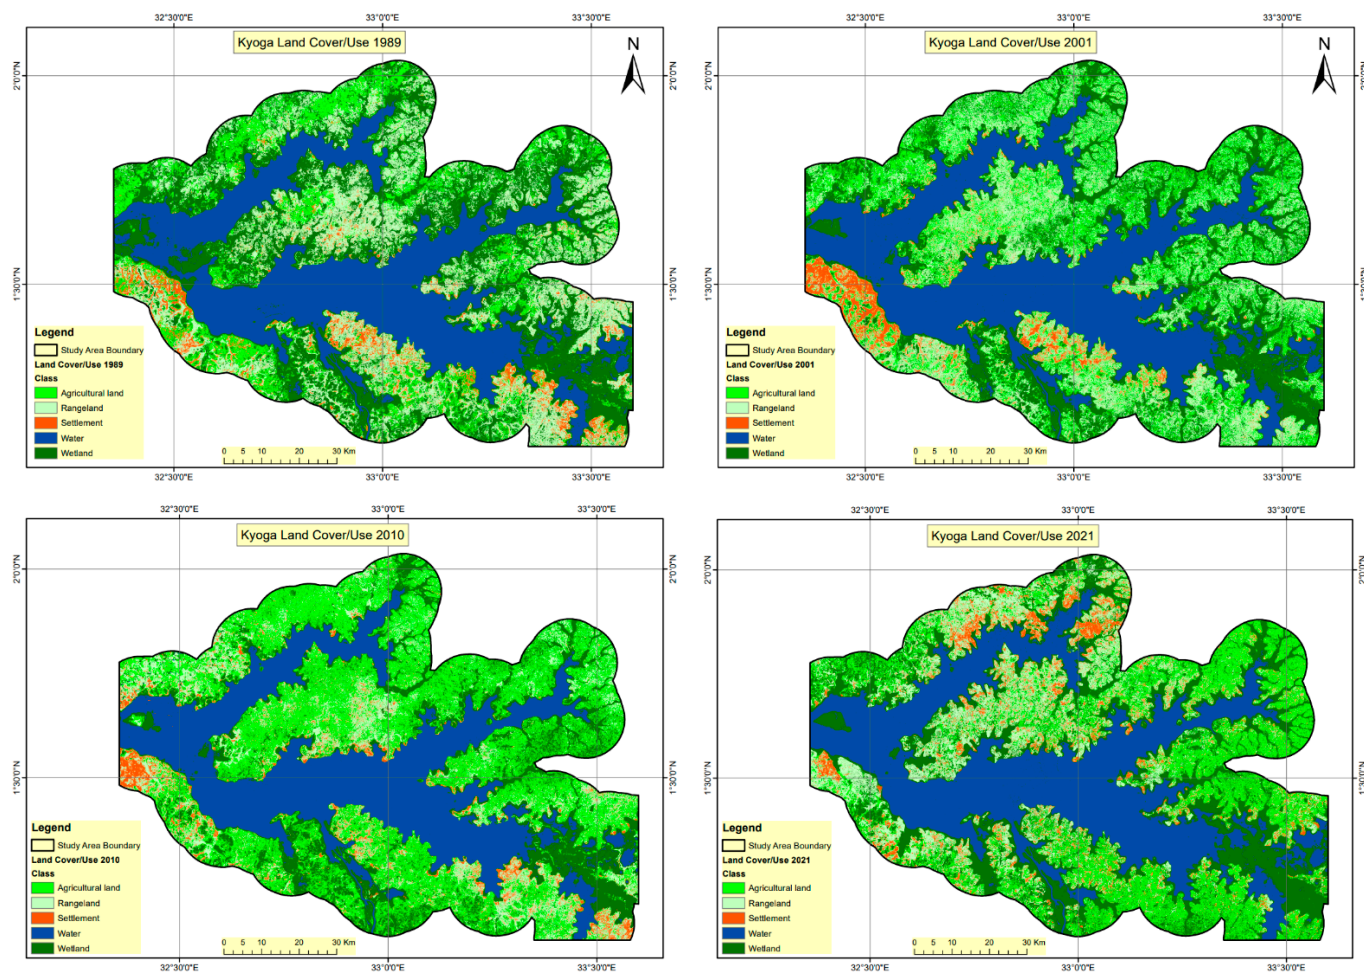 32°30'0"E 33°0'0"E 33°30'0"E
Kyoga Land Cover/Use 1989
N
2°0'0"N
1°30'0"N
Legend
Study Area Boundary
Land Cover/Use 1989
Class
Agricultural land
Rangeland
Settlement
Water
Wetland
0 5 10 20 30 Km
32°30'0"E 33°0'0"E 33°30'0"E
32°30'0"E 33°0'0"E 33°30'0"E
Kyoga Land Cover/Use 2001
N
2°0'0"N
1°30'0"N
1°30'0"N
Legend
Study Area Boundary
Land Cover/Use 2001
Class
Agricultural land
Rangeland
Settlement
Water
Wetland
0 5 10 20 30 Km
32°30'0"E 33°0'0"E 33°30'0"E
32°30'0"E 33°0'0"E 33°30'0"E
Kyoga Land Cover/Use 2010
2°0'0"N
1°30'0"N
Legend
Study Area Boundary
Land Cover/Use 2010
Class
Agricultural land
Rangeland
Settlement
Water
Wetland
0 5 10 20 30 Km
32°30'0"E 33°0'0"E 33°30'0"E
32°30'0"E 33°0'0"E 33°30'0"E
Kyoga Land Cover/Use 2021
2°0'0"N
1°30'0"N
1°30'0"N
Legend
Study Area Boundary
Land Cover/Use 2021
Class
Agricultural land
Rangeland
Settlement
Water
Wetland
0 5 10 20 30 Km
32°30'0"E 33°0'0"E 33°30'0"E